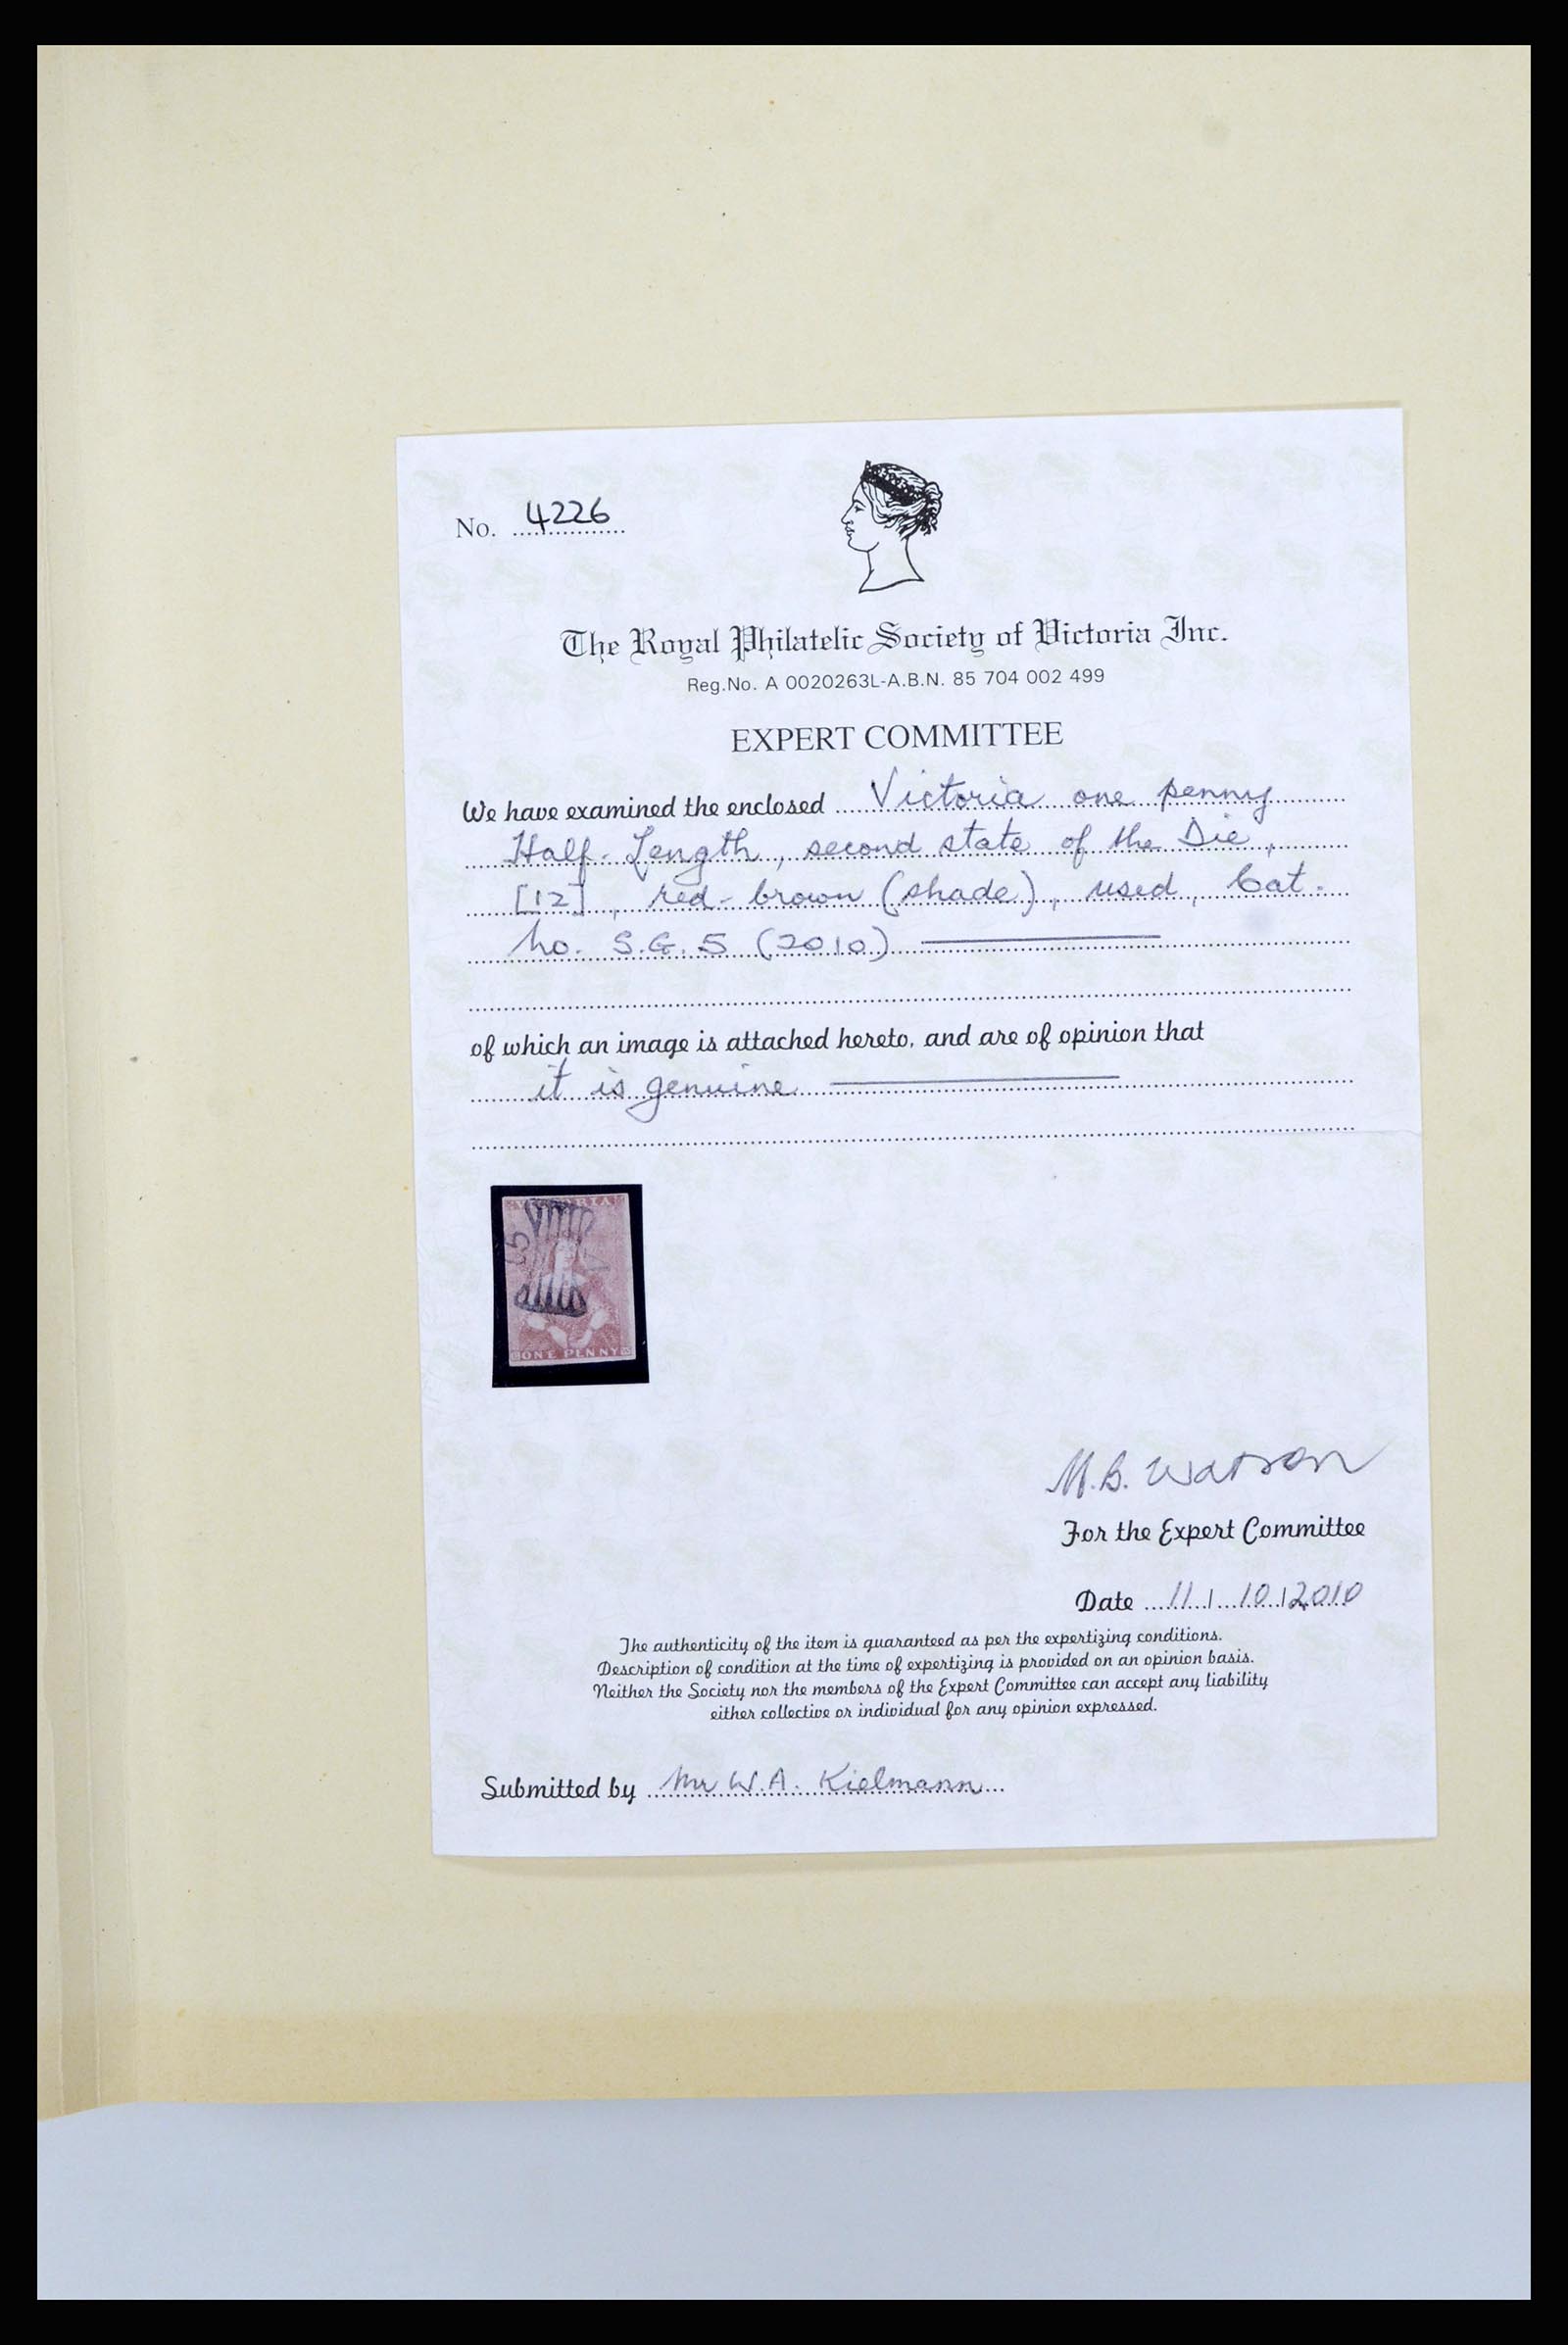 No. 4226
The Royal Philatelic Society of Victoria Inc.
Reg.No. A 0020263L-A.B.N. 85 704 002 499
EXPERT COMMITTEE
We have examined the enclosed Victoria one penny
Half-Length, second state of the Die,
[12], red-brown (shade), used, Cat.
No. S.G. 5 (2010)
of which an image is attached hereto, and are of opinion that
it is genuine
VICTORIA
ONE PENNY
M.B. Watson
For the Expert Committee
Date 11/10/2010
The authenticity of the item is guaranteed as per the expertizing conditions.
Description of condition at the time of expertizing is provided on an opinion basis.
Neither the Society nor the members of the Expert Committee can accept any liability
either collective or individual for any opinion expressed.
Submitted by Mr W.A. Kielmann